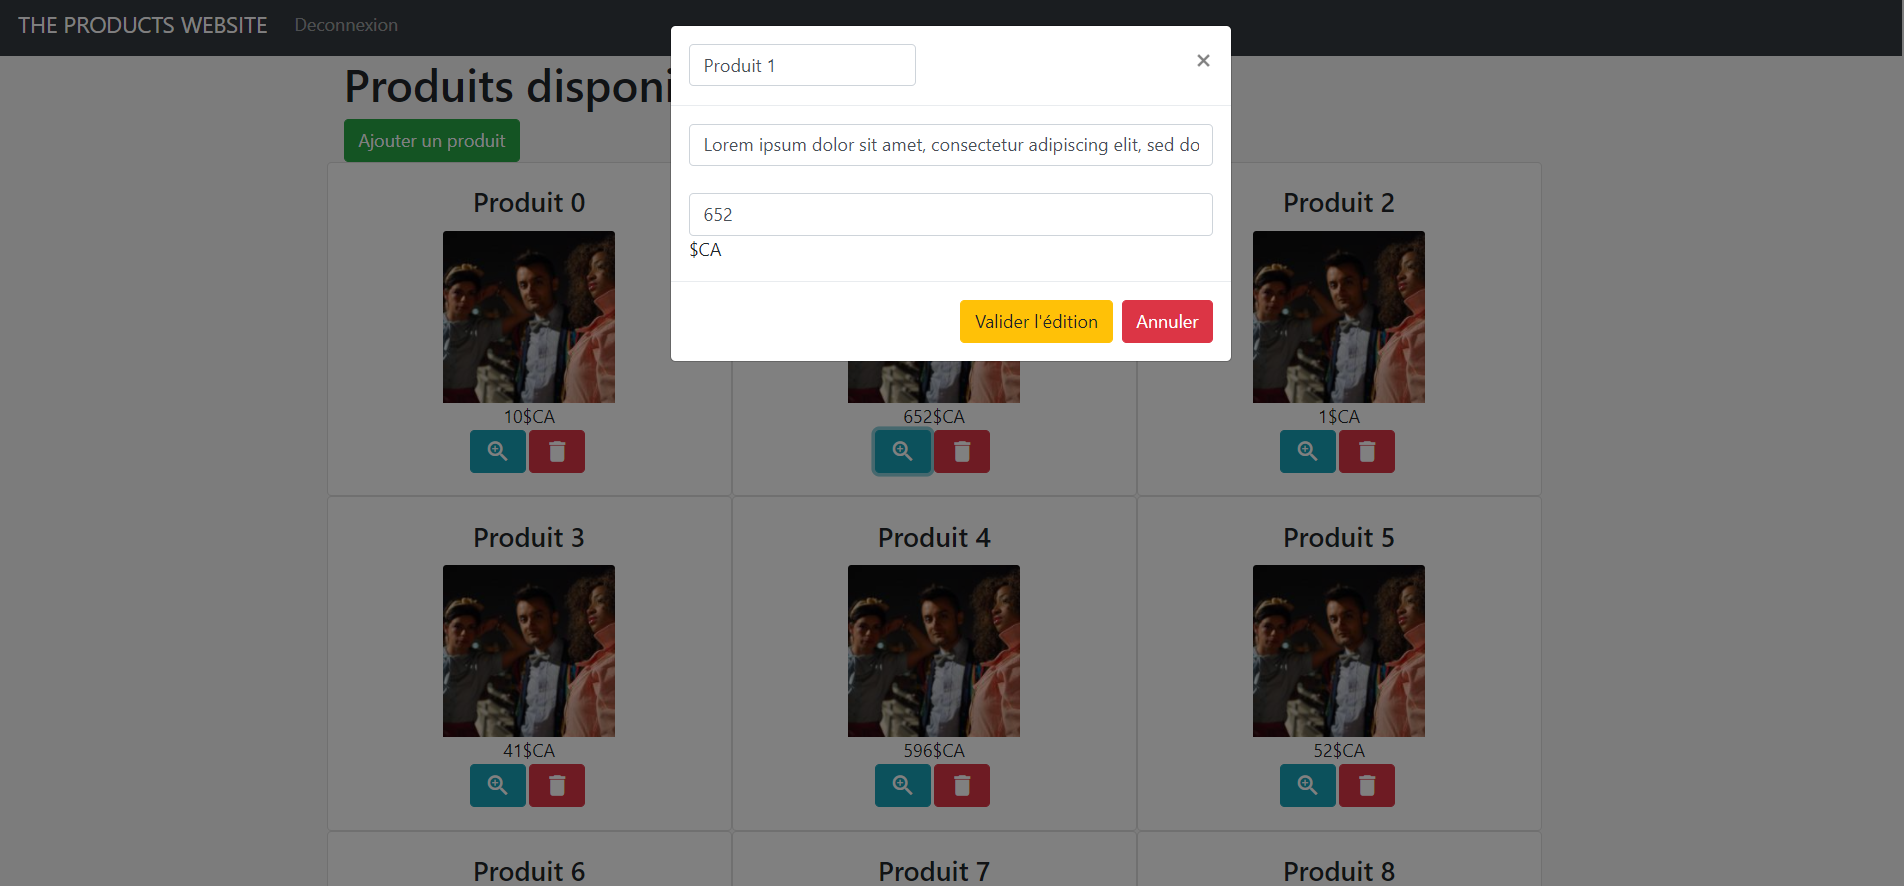 THE PRODUCTS WEBSITE Deconnexion
Produits disponi
Ajouter un produit
Produit 1 ×
Lorem ipsum dolor sit amet, consectetur adipiscing elit, sed do
652
$CA
Valider l'édition Annuler
Produit 0 Produit 2
10$CA 652$CA 1$CA
Produit 3 Produit 4 Produit 5
41$CA 596$CA 52$CA
Produit 6 Produit 7 Produit 8